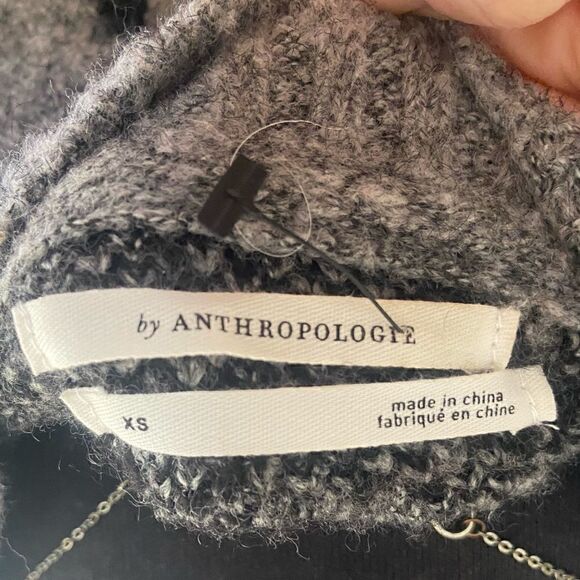 by ANTHROPOLOGIE
XS
made in china
fabriqué en chine